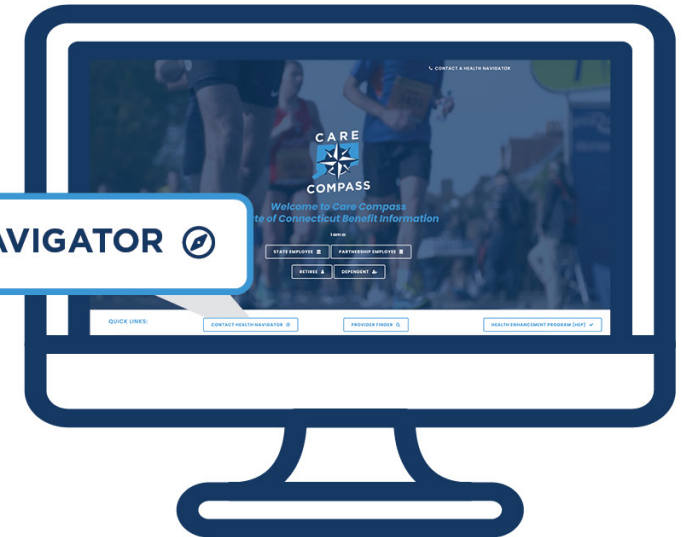 CONTACT A HEALTH NAVIGATOR
CARE
COMPASS
Welcome to Care Compass
of Connecticut Benefit Information
I am a:
STATE EMPLOYEE
PARTNERSHIP EMPLOYEE
RETIREE
DEPENDENT
AVIGATOR
QUICK LINKS:
CONTACT HEALTH NAVIGATOR
PROVIDER FINDER
HEALTH ENHANCEMENT PROGRAM (HEP)